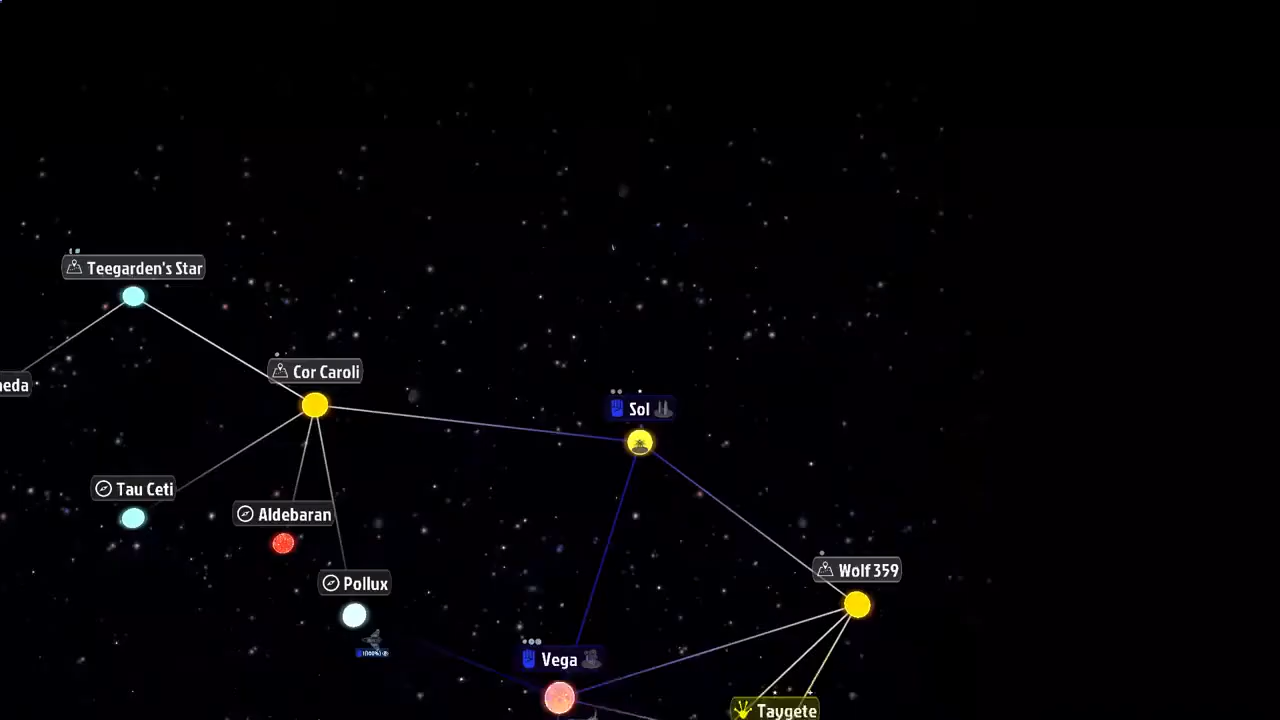 Teegarden's Star
Cor Caroli
neda
Sol
Tau Ceti
Aldebaran
Wolf 359
Pollux
Vega
Taygete